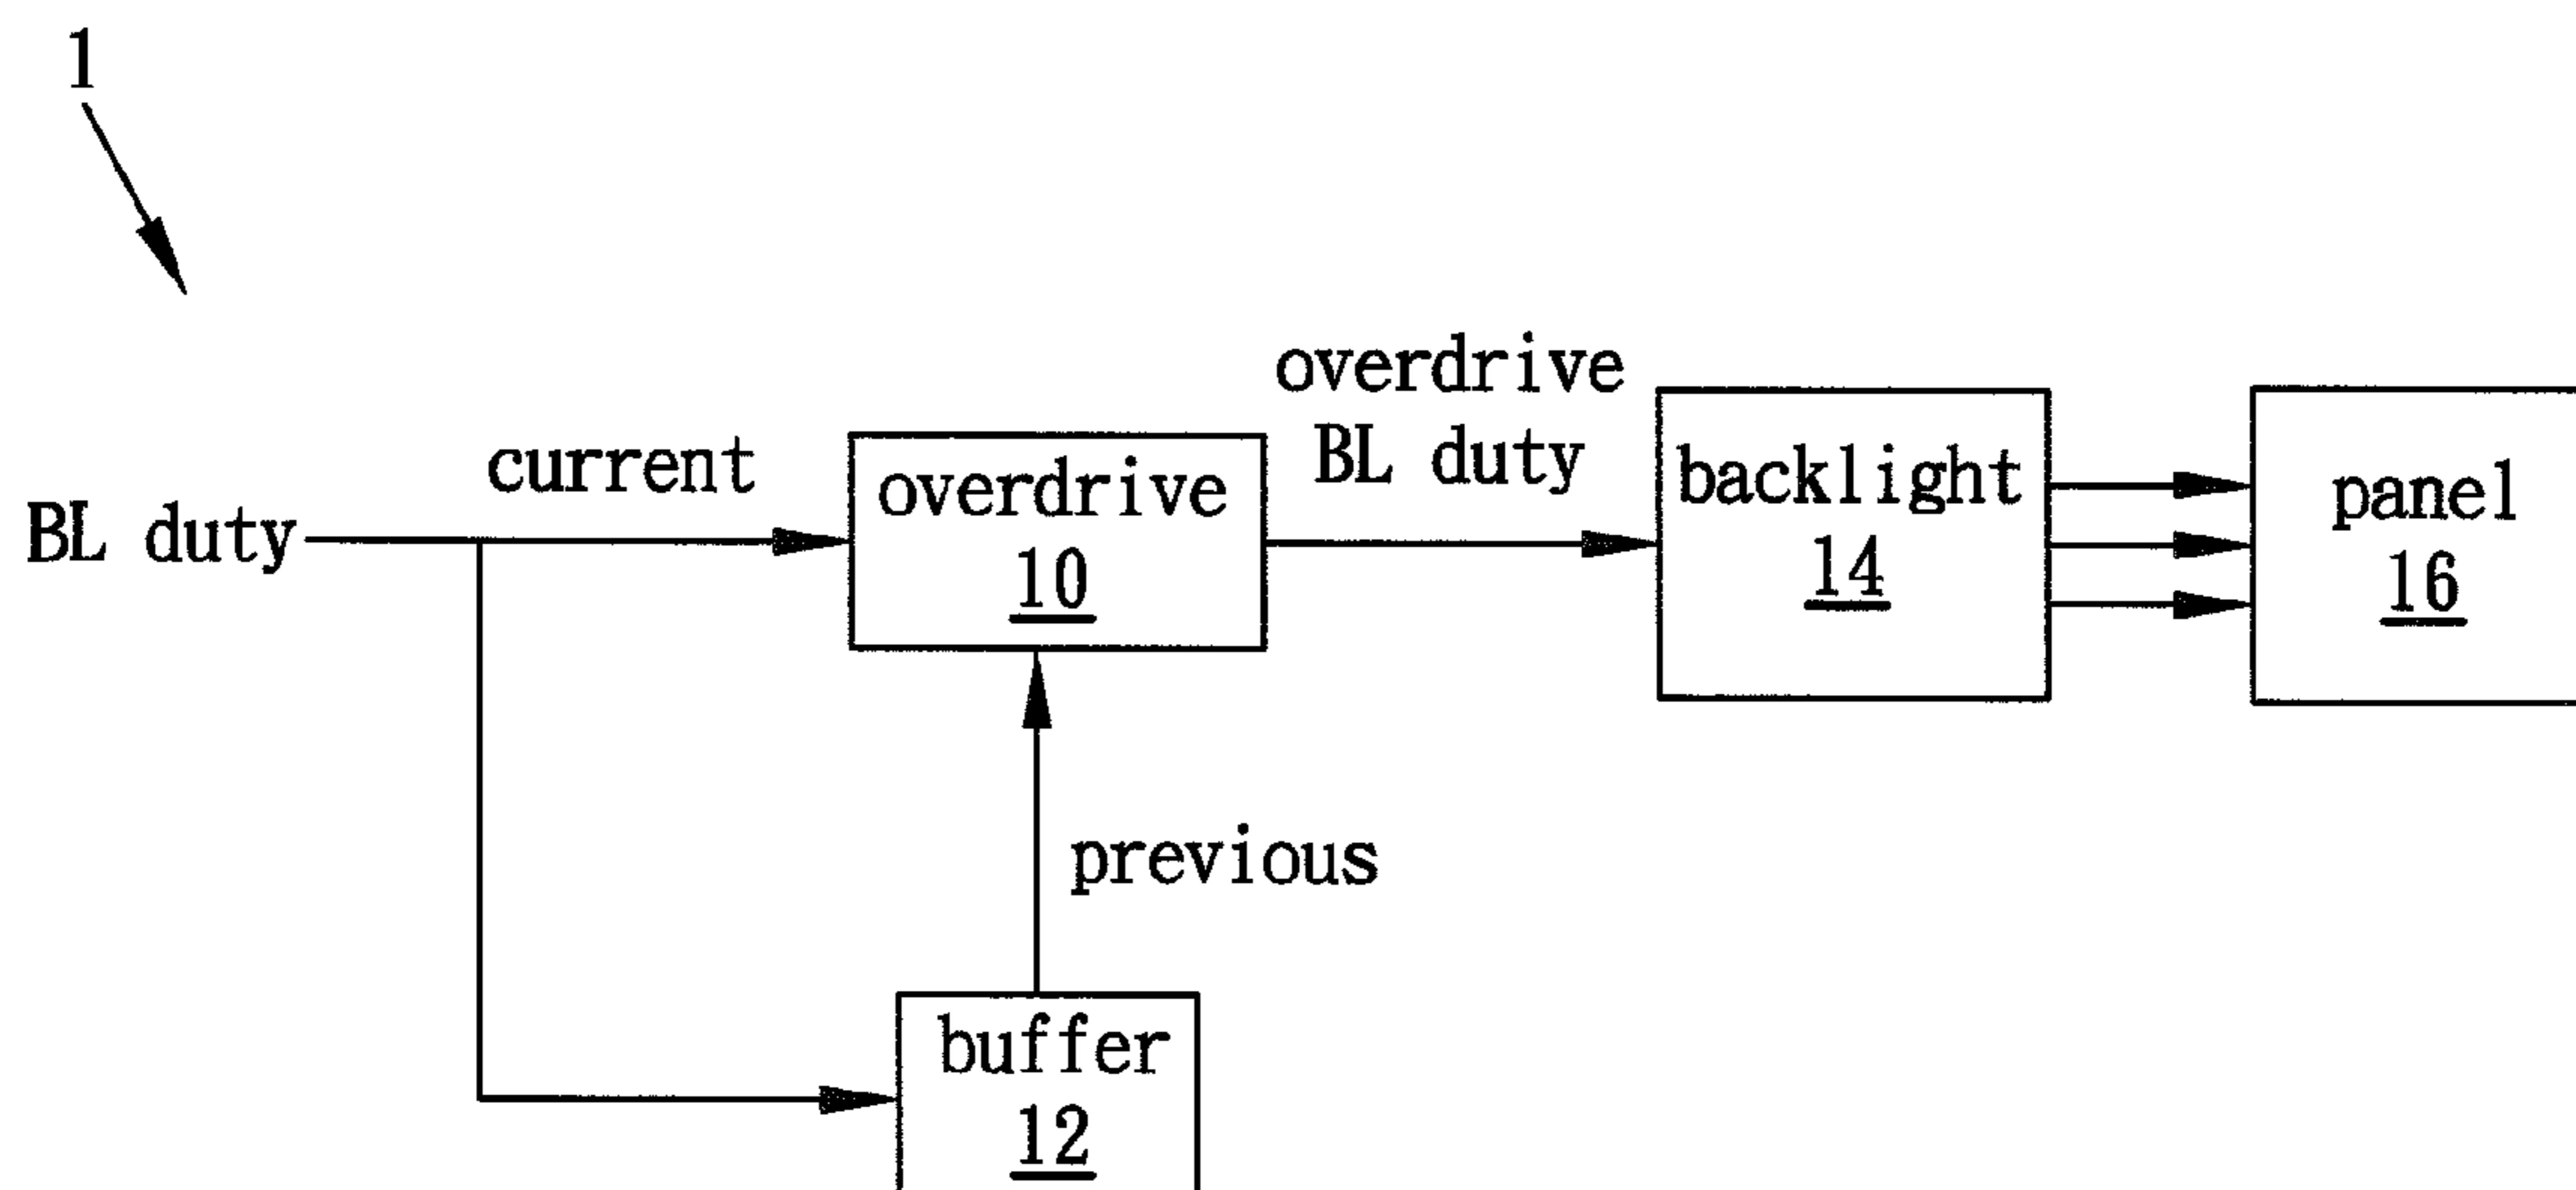 1
BL duty
current
overdrive
10
overdrive
BL duty
backlight
14
panel
16
previous
buffer
12